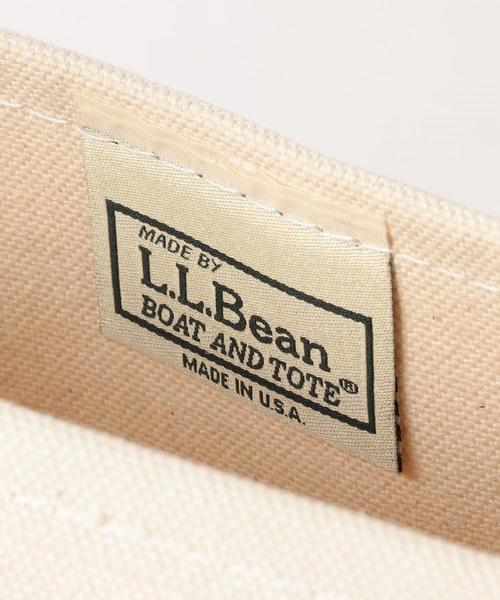 MADE BY
L.L.Bean
BOAT AND TOTE®
MADE IN U.S.A.